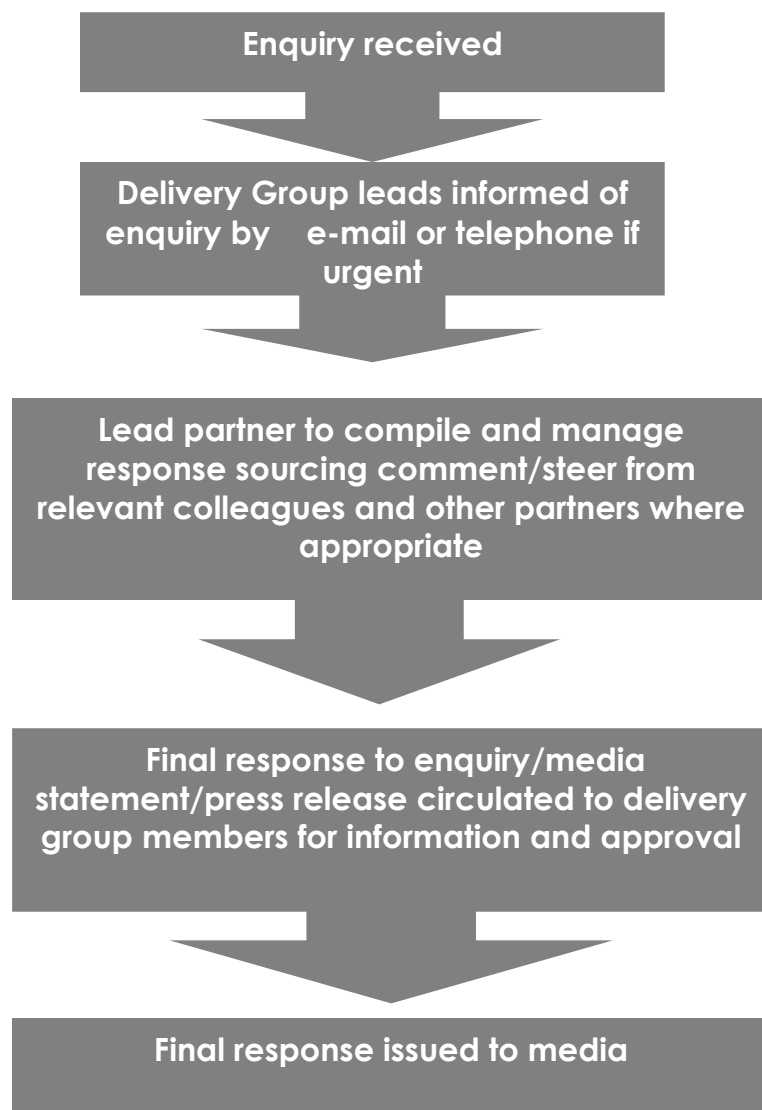 Enquiry received
Delivery Group leads informed of
enquiry by e-mail or telephone if
urgent
Lead partner to compile and manage
response sourcing comment/steer from
relevant colleagues and other partners where
appropriate
Final response to enquiry/media
statement/press release circulated to delivery
group members for information and approval
Final response issued to media